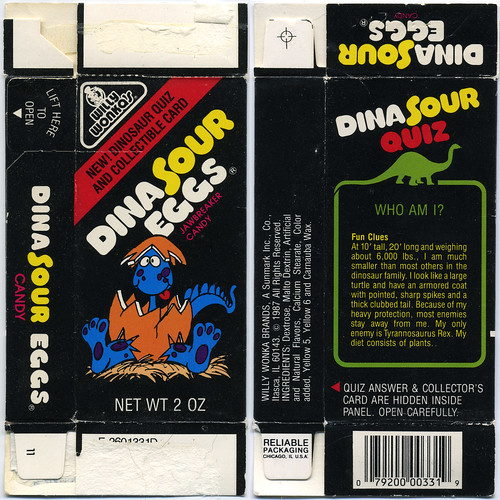 LIFT HERE
TO
OPEN
DINASOUR EGGS®
CANDY
11
WILLY
WONKA'S
NEW! DINOSAUR QUIZ
AND COLLECTIBLE CARD
DINASOUR
EGGS®
JAWBREAKER
CANDY
NET WT 2 OZ
DINASOUR
EGGS®
CANDY
WILLY WONKA BRANDS, A Sunmark Inc., Co.,
Itasca, IL 60143. © 1987 All Rights Reserved.
INGREDIENTS: Dextrose, Malto Dextrin, Artificial
and Natural Flavors, Calcium Stearate, Color
added, Yellow 5, Yellow 6 and Carnauba Wax.
DINASOUR
QUIZ
WHO AM I?
Fun Clues
At 10' tall, 20' long and weighing
about 6,000 lbs., I am much
smaller than most others in the
dinosaur family. I look like a large
turtle and have an armored coat
with pointed, sharp spikes and a
thick clubbed tail. Because of my
heavy protection, most enemies
stay away from me. My only
enemy is Tyrannosaurus Rex. My
diet consists of plants.
QUIZ ANSWER & COLLECTOR'S
CARD ARE HIDDEN INSIDE
PANEL. OPEN CAREFULLY.
RELIABLE
PACKAGING
CHICAGO, IL U.S.A.
0 79200 00331 9